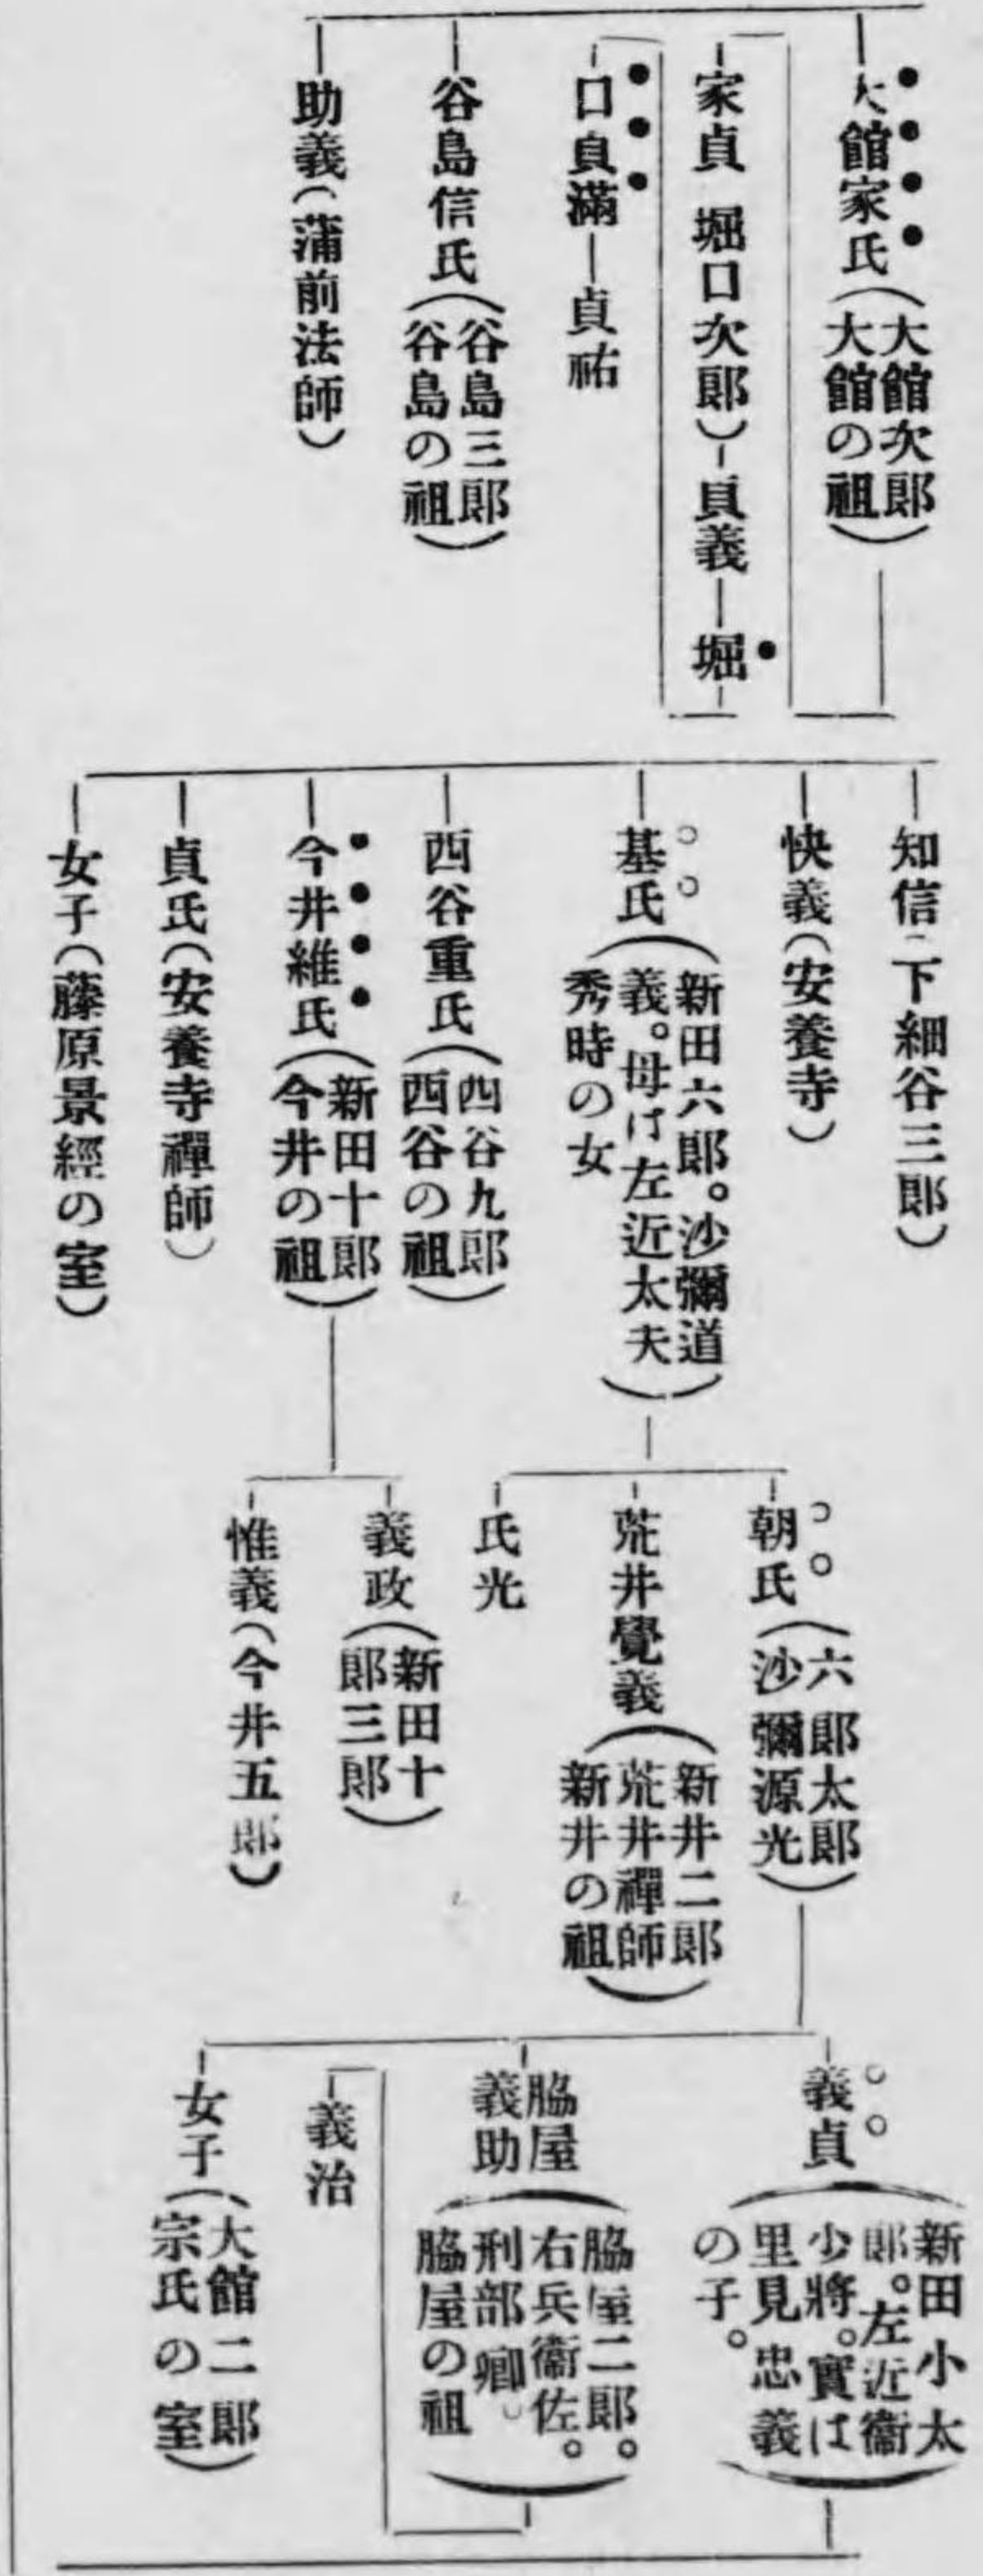 大館家氏(大館次郎
大館の祖)
家貞 堀口次郎)―貞義―堀
口貞滿―貞祐
谷島信氏(谷島三郎
谷島の祖)
助義(蒲前法師)
知信(下細谷三郎)
快義(安養寺)
基氏(新田六郎。沙彌道
義。母は左近太夫
秀時の女)
西谷重氏(西谷九郎
西谷の祖)
今井維氏(新田十郎
今井の祖)
貞氏(安養寺禪師)
女子(藤原景經の室)
朝氏(六郎太郎
沙彌源光)
荒井覺義(新井二郎
荒井禪師
新井の祖)
氏光
義政(新田十
郎三郎)
惟義(今井五郎)
義貞(新田小太
郎。左近衞
少將。實は
里見忠義
の子。)
脇屋
義助(脇屋二郎。
右兵衞佐。
刑部卿。
脇屋の祖)
義治
女子(大館二郎
宗氏の室)